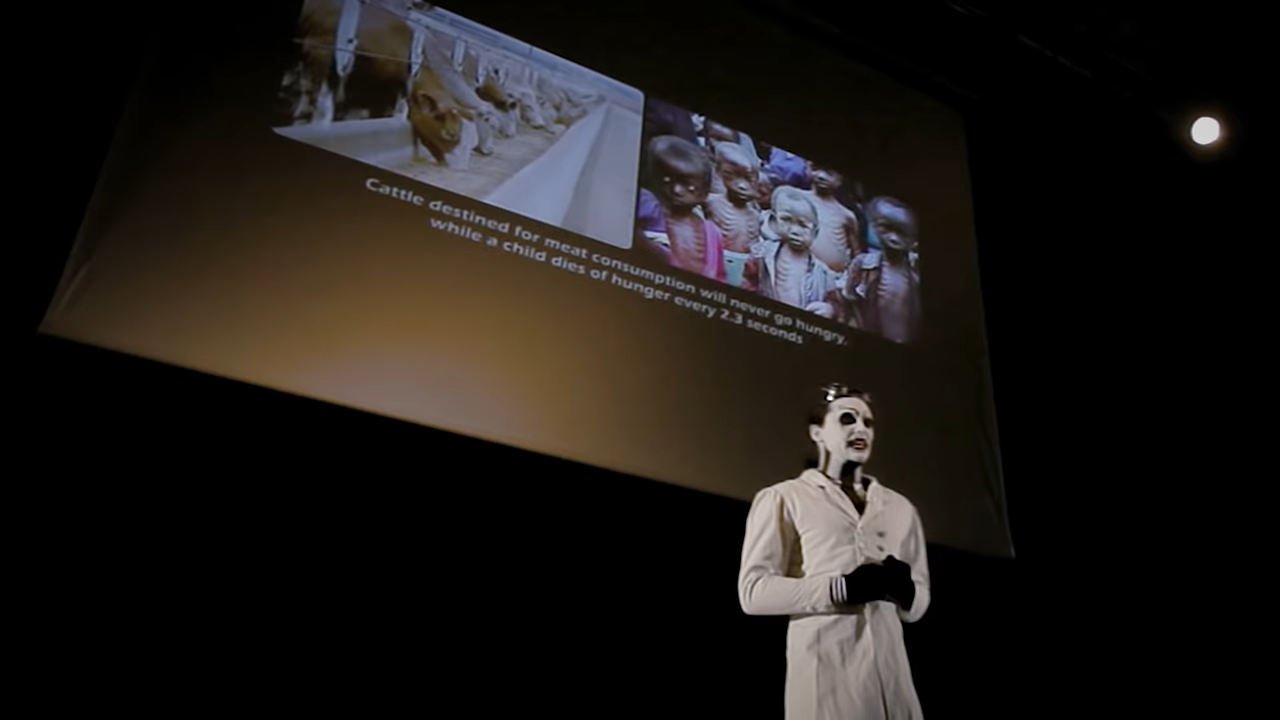 Cattle destined for meat consumption will never go hungry,
while a child dies of hunger every 2.3 seconds